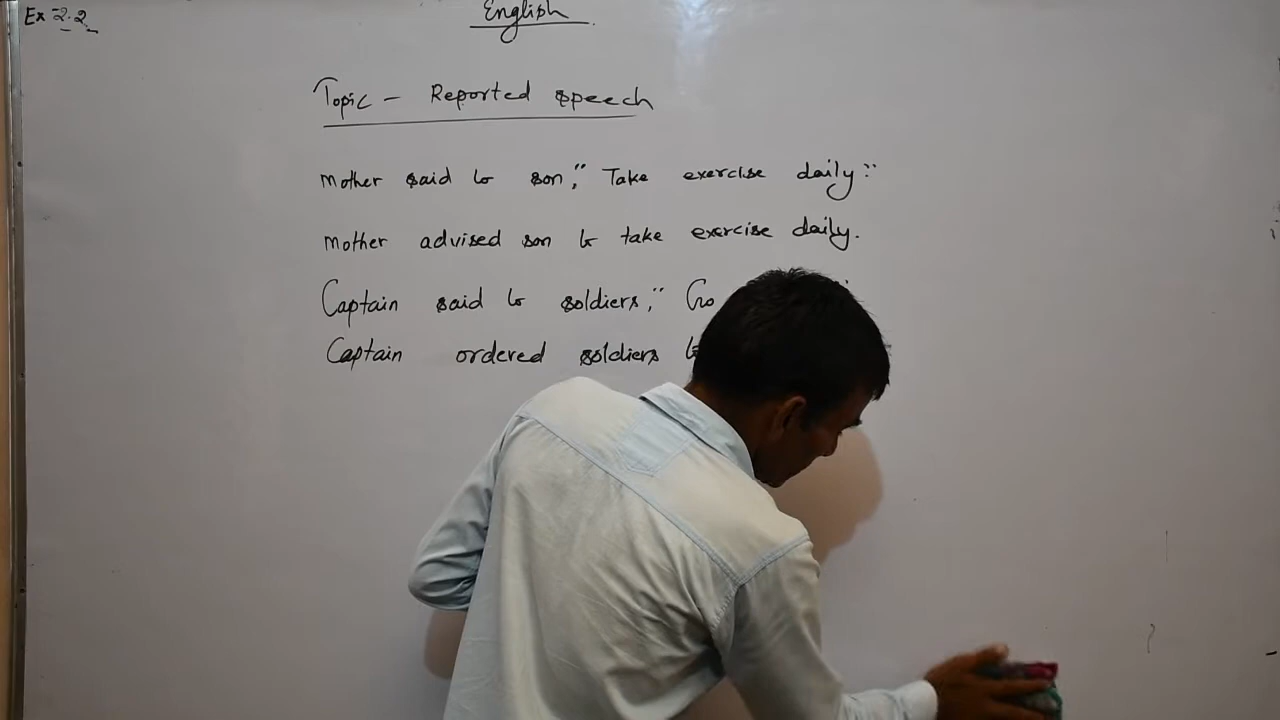 Ex-2.2
English
Topic - Reported speech
Mother said to son," Take exercise daily."
Mother advised son to take exercise daily.
Captain said to soldiers," Go
Captain ordered soldiers to